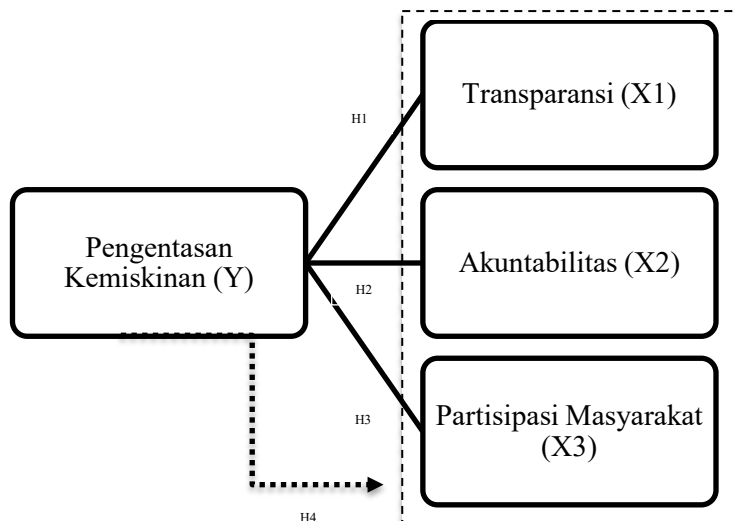 Transparansi (X1)
H1
Pengentasan
Kemiskinan (Y)
Akuntabilitas (X2)
H2
H3
Partisipasi Masyarakat
(X3)
H4